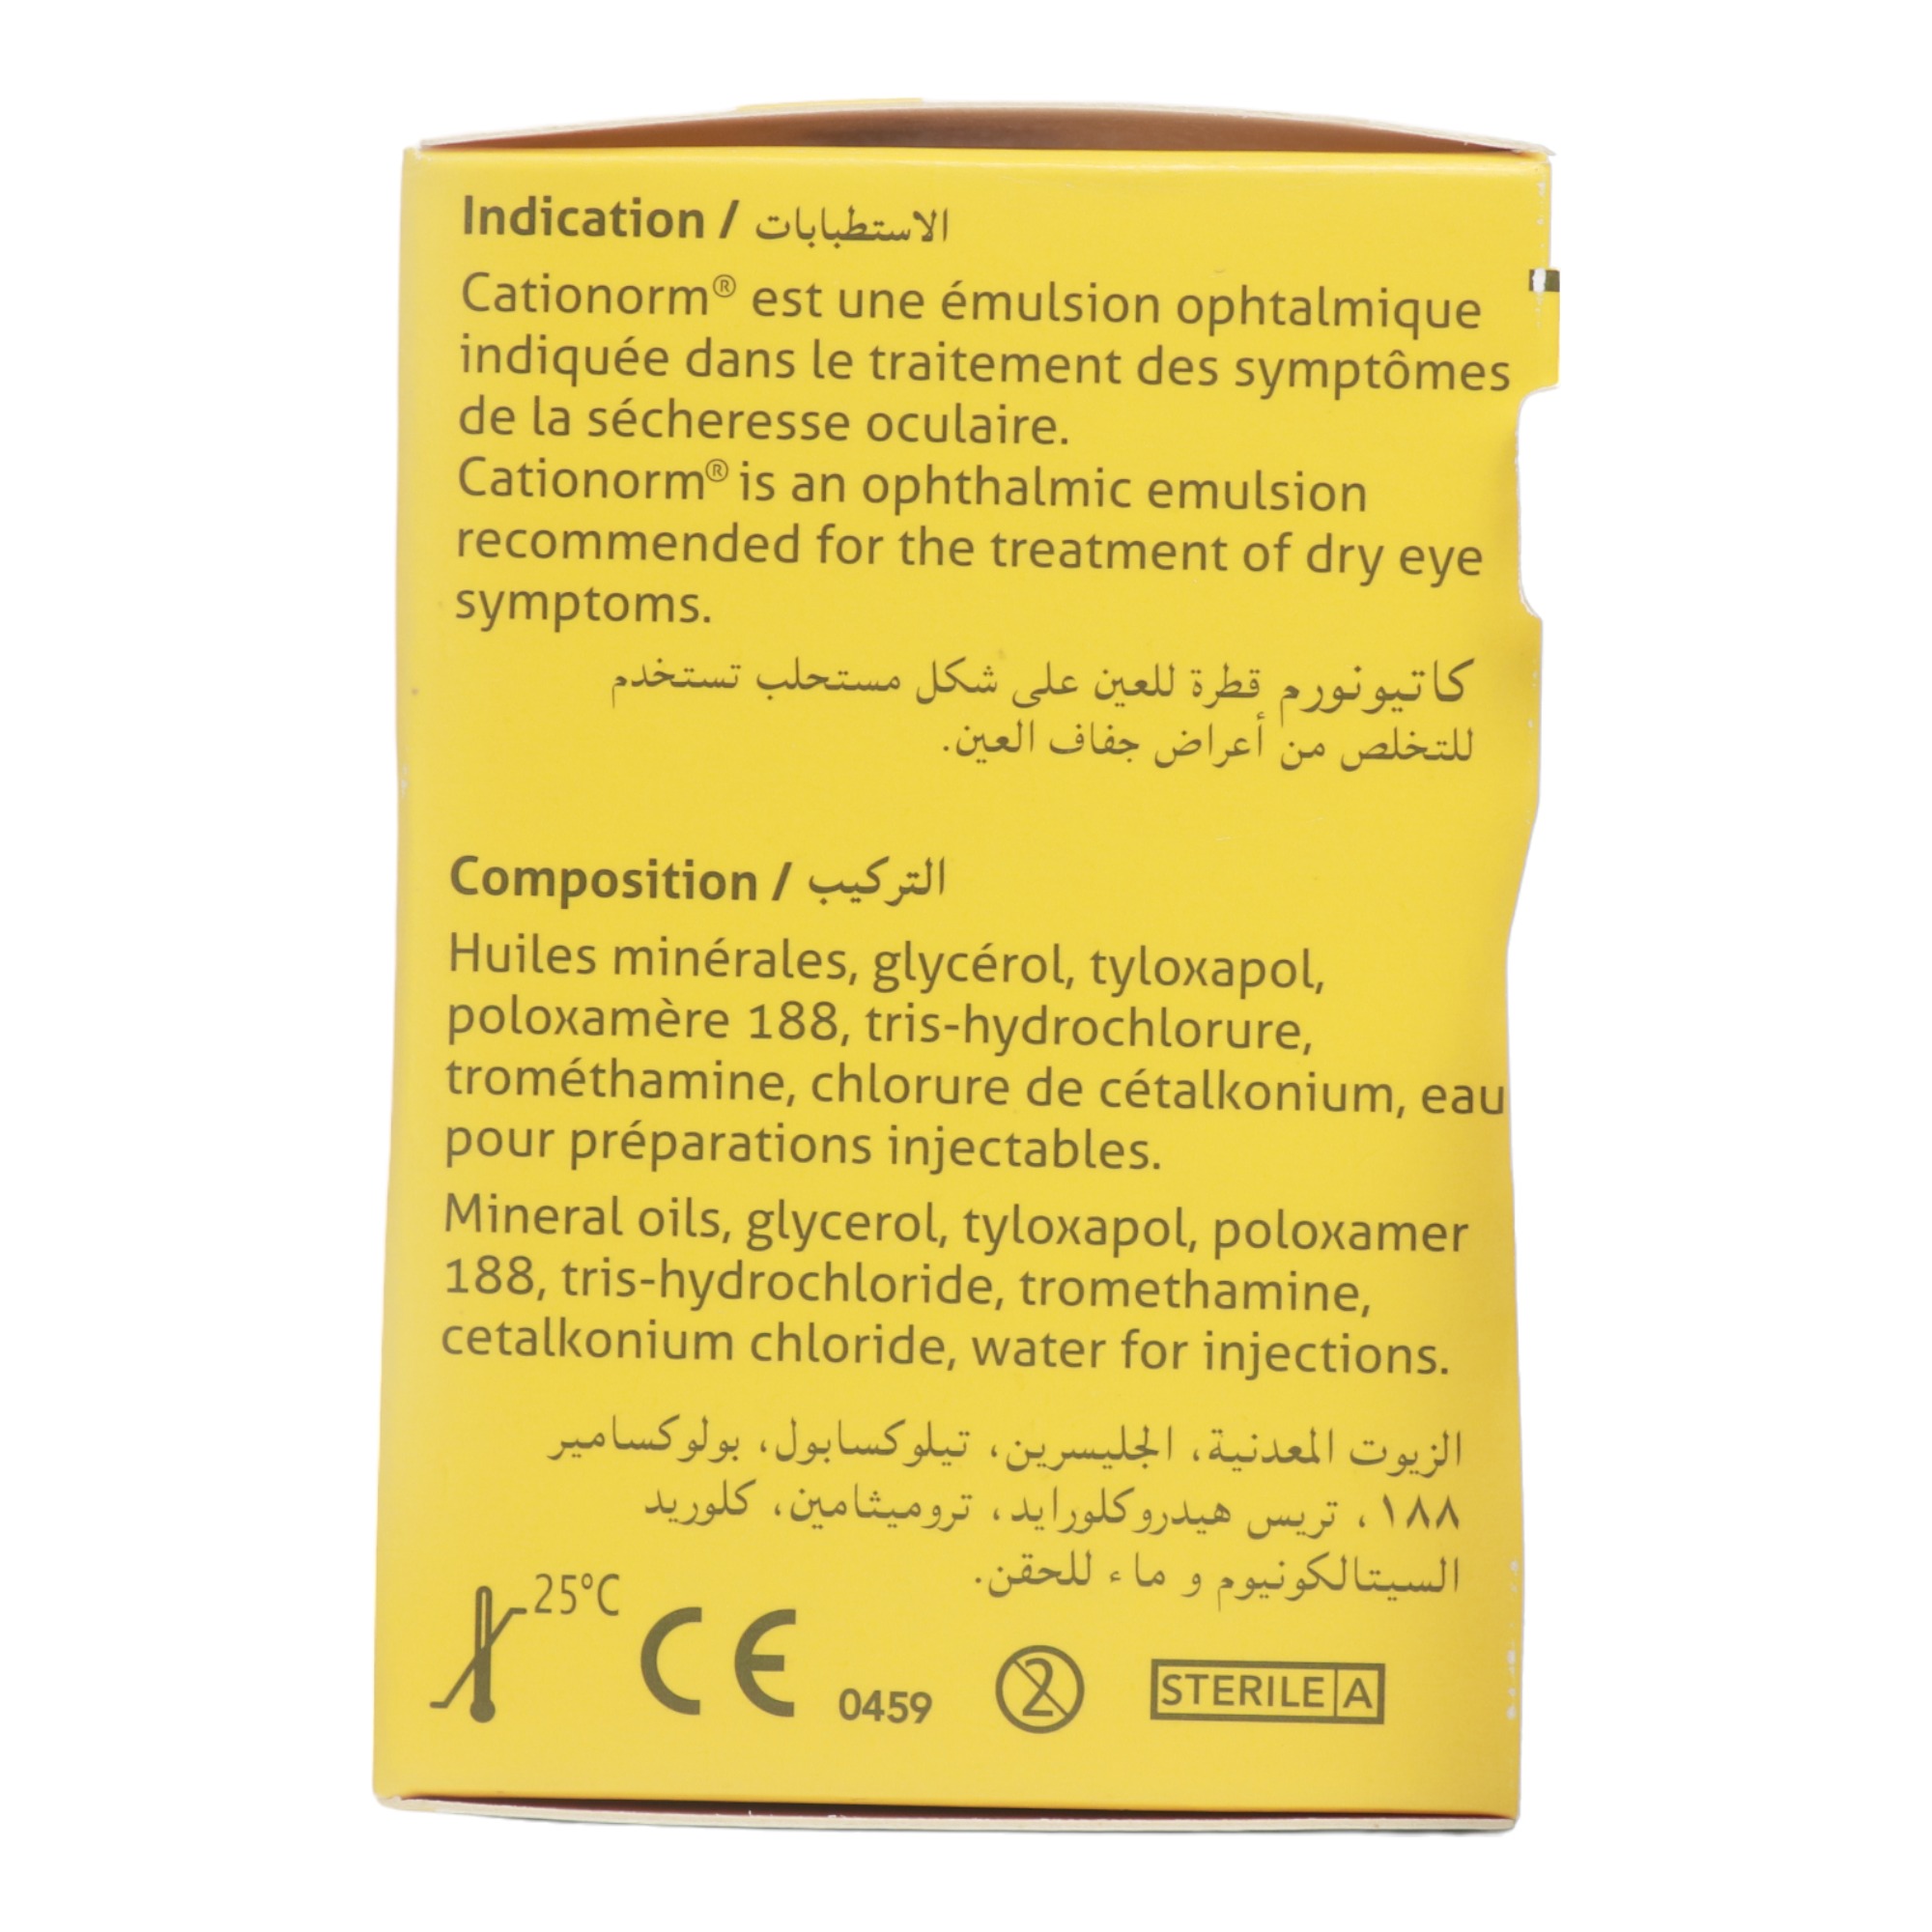 Indication / الاستطبابات
Cationorm® est une émulsion ophtalmique
indiquée dans le traitement des symptômes
de la sécheresse oculaire.
Cationorm® is an ophthalmic emulsion
recommended for the treatment of dry eye
symptoms.
كاتيونورم قطرة للعين على شكل مستحلب تستخدم
للتخلص من أعراض جفاف العين.
Composition / التركيب
Huiles minérales, glycérol, tyloxapol,
poloxamère 188, tris-hydrochlorure,
trométhamine, chlorure de cétalkonium, eau
pour préparations injectables.
Mineral oils, glycerol, tyloxapol, poloxamer
188, tris-hydrochloride, tromethamine,
cetalkonium chloride, water for injections.
الزيوت المعدنية، الجليسرين، تيلوكسابول، بولوكسامير
١٨٨، تريس هيدروكلورايد، تروميثامين، كلوريد
السيتالكونيوم و ماء للحقن.
25°C
CE 0459
2
STERILE A